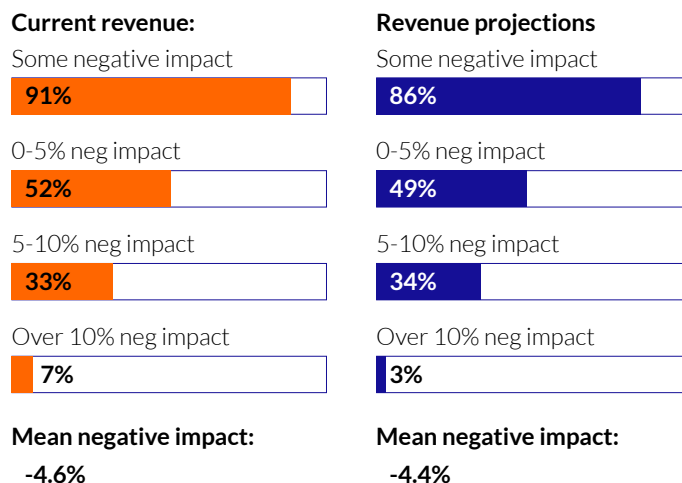 Current revenue:
Some negative impact
91%
0-5% neg impact
52%
5-10% neg impact
33%
Over 10% neg impact
7%
Mean negative impact:
-4.6%
Revenue projections
Some negative impact
86%
0-5% neg impact
49%
5-10% neg impact
34%
Over 10% neg impact
3%
Mean negative impact:
-4.4%